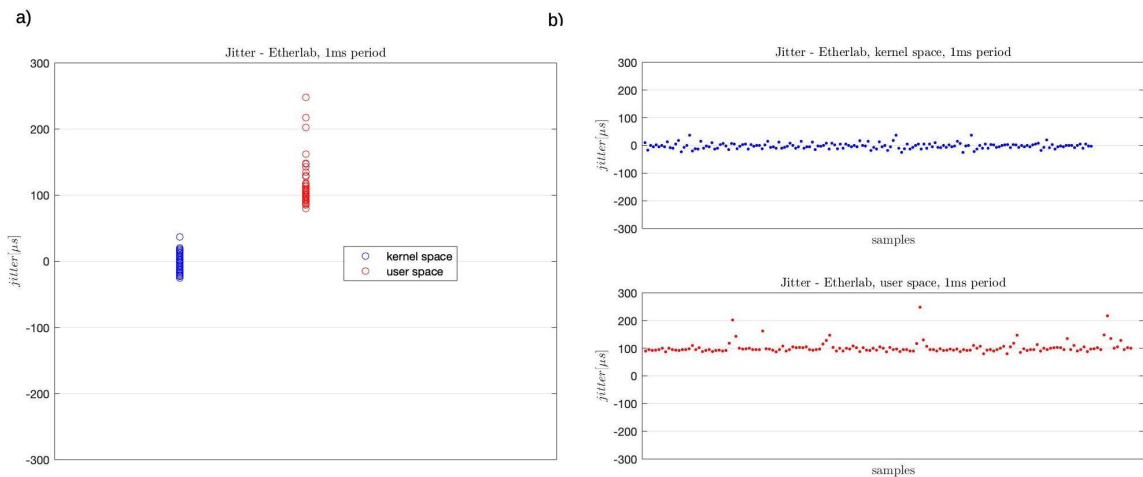 a)
Jitter - Etherlab, 1ms period
300
200
100
0
-100
-200
-300
jitter[μs]
kernel space
user space
b)
Jitter - Etherlab, kernel space, 1ms period
300
200
100
0
-100
-200
-300
jitter[μs]
samples
Jitter - Etherlab, user space, 1ms period
300
200
100
0
-100
-200
-300
jitter[μs]
samples